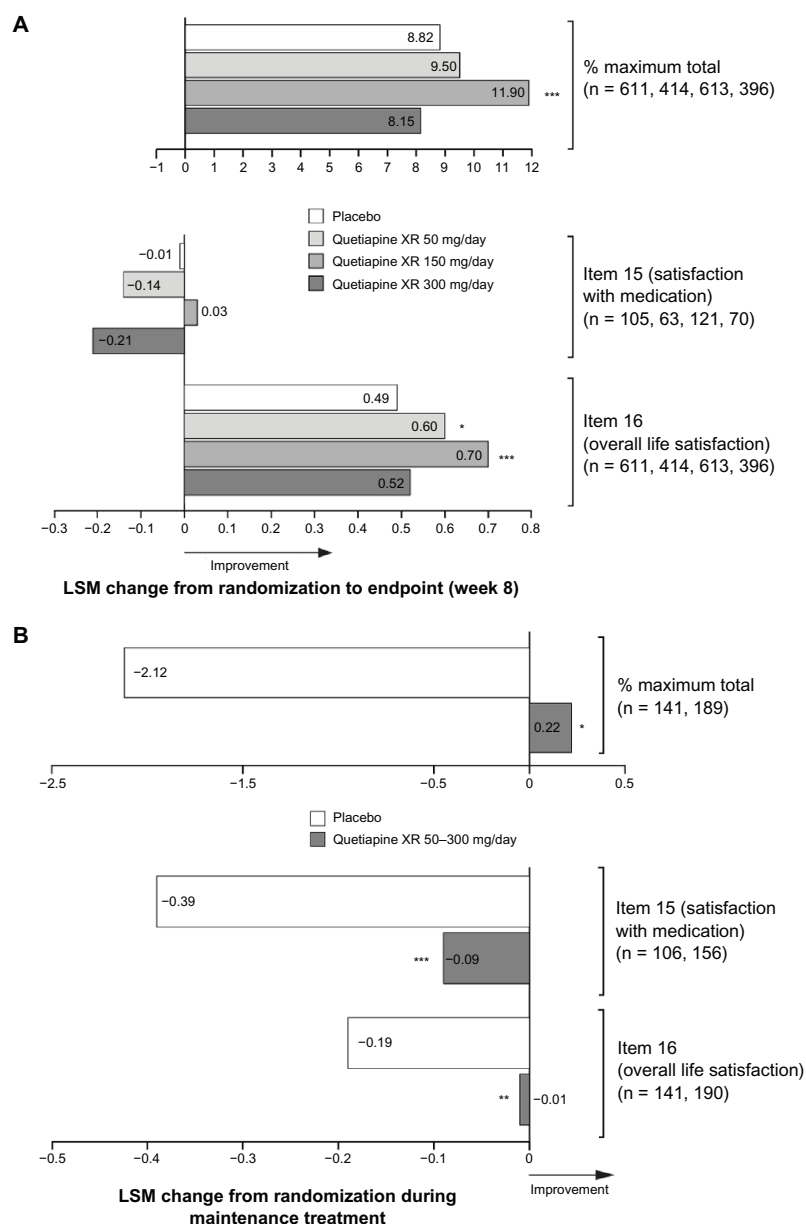 A
8.82
9.50
11.90
***
8.15
% maximum total
(n = 611, 414, 613, 396)
−1 0 1 2 3 4 5 6 7 8 9 10 11 12
Placebo
Quetiapine XR 50 mg/day
Quetiapine XR 150 mg/day
Quetiapine XR 300 mg/day
−0.01
−0.14
0.03
−0.21
Item 15 (satisfaction
with medication)
(n = 105, 63, 121, 70)
0.49
0.60 *
0.70 ***
0.52
Item 16
(overall life satisfaction)
(n = 611, 414, 613, 396)
−0.3 −0.2 −0.1 0 0.1 0.2 0.3 0.4 0.5 0.6 0.7 0.8
Improvement
LSM change from randomization to endpoint (week 8)
B
−2.12
0.22 *
% maximum total
(n = 141, 189)
−2.5 −1.5 −0.5 0 0.5
Placebo
Quetiapine XR 50–300 mg/day
−0.39
*** −0.09
Item 15 (satisfaction
with medication)
(n = 106, 156)
−0.19
** −0.01
Item 16
(overall life satisfaction)
(n = 141, 190)
−0.5 −0.4 −0.3 −0.2 −0.1 0
Improvement
LSM change from randomization during
maintenance treatment